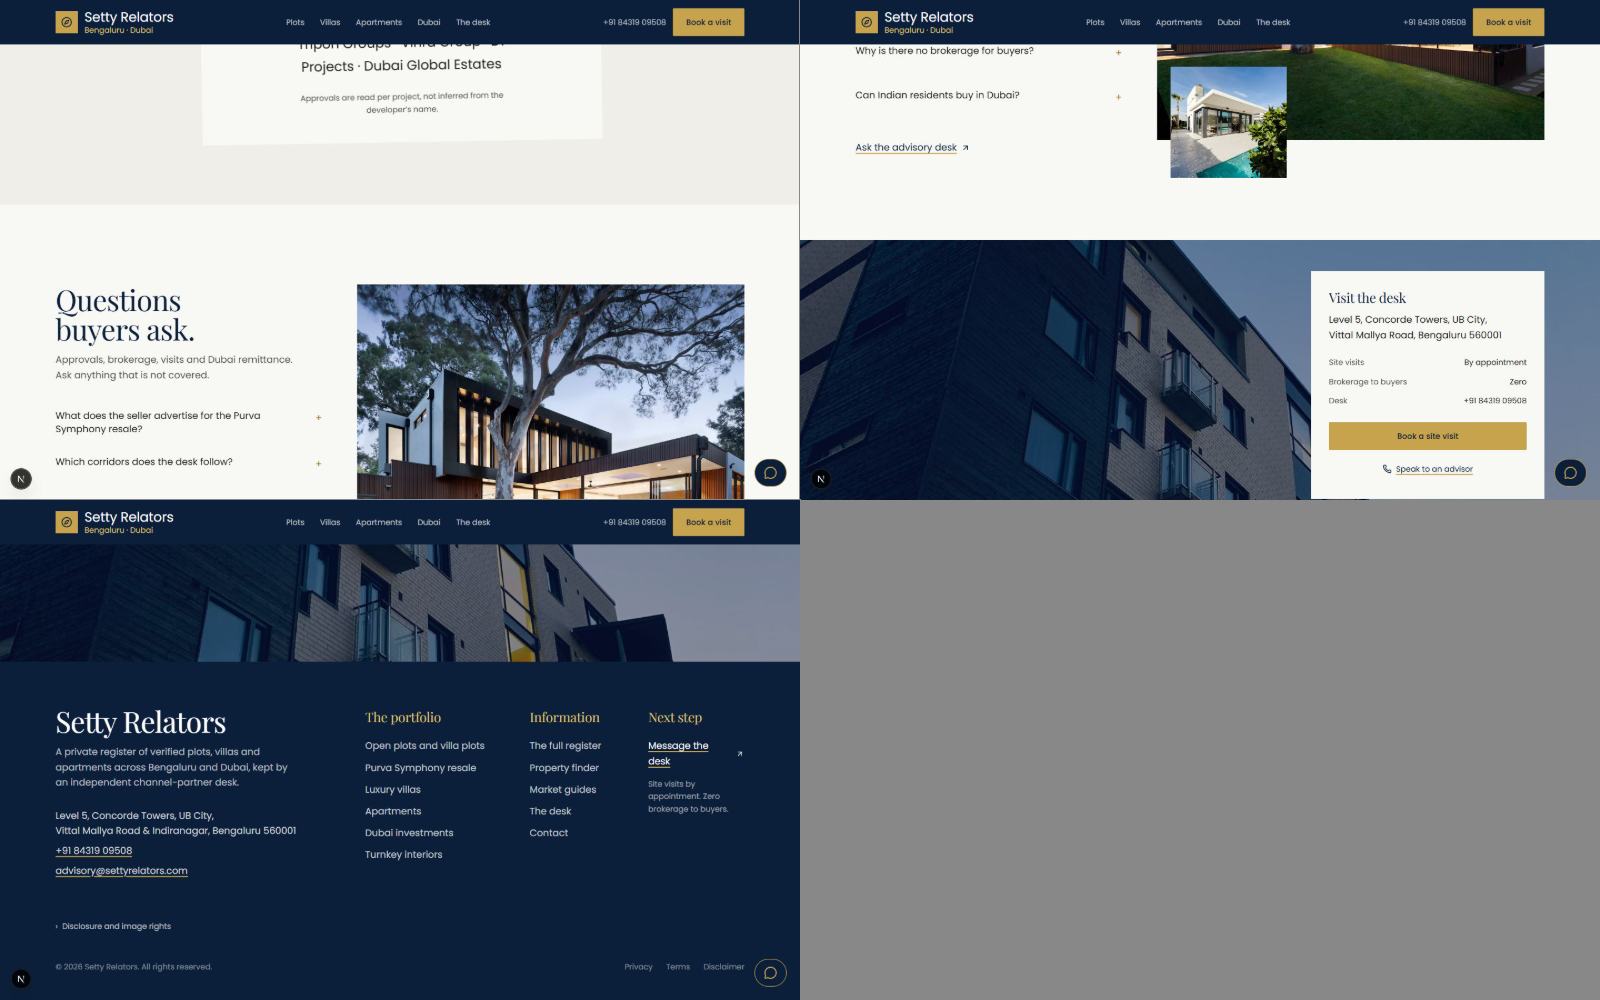 Setty Relators
Bengaluru · Dubai
Plots
Villas
Apartments
Dubai
The desk
+91 84319 09508
Book a visit
Projects · Dubai Global Estates
Approvals are read per project, not inferred from the
developer's name.
Questions
buyers ask.
Approvals, brokerage, visits and Dubai remittance.
Ask anything that is not covered.
What does the seller advertise for the Purva
Symphony resale?
+
Which corridors does the desk follow?
+
N
Setty Relators
Bengaluru · Dubai
Plots
Villas
Apartments
Dubai
The desk
+91 84319 09508
Book a visit
Why is there no brokerage for buyers?
+
Can Indian residents buy in Dubai?
+
Ask the advisory desk
Visit the desk
Level 5, Concorde Towers, UB City,
Vittal Mallya Road, Bengaluru 560001
Site visits By appointment
Brokerage to buyers Zero
Desk +91 84319 09508
Book a site visit
Speak to an advisor
N
Setty Relators
Bengaluru · Dubai
Plots
Villas
Apartments
Dubai
The desk
+91 84319 09508
Book a visit
Setty Relators
A private register of verified plots, villas and
apartments across Bengaluru and Dubai, kept by
an independent channel-partner desk.
Level 5, Concorde Towers, UB City,
Vittal Mallya Road & Indiranagar, Bengaluru 560001
+91 84319 09508
advisory@settyrelators.com
The portfolio
Open plots and villa plots
Purva Symphony resale
Luxury villas
Apartments
Dubai investments
Turnkey interiors
Information
The full register
Property finder
Market guides
The desk
Contact
Next step
Message the
desk
Site visits by
appointment. Zero
brokerage to buyers.
› Disclosure and image rights
© 2026 Setty Relators. All rights reserved.
Privacy
Terms
Disclaimer
N